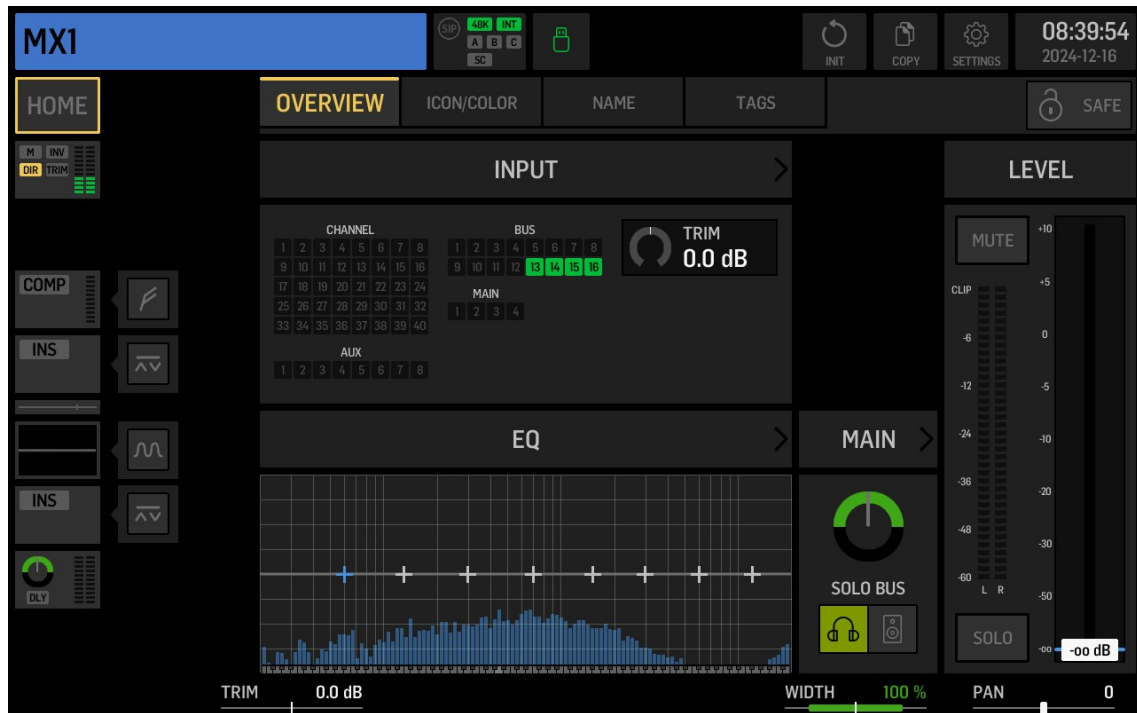 MX1
SIP 48K INT
A B C
SC
INIT
COPY
SETTINGS
08:39:54
2024-12-16
HOME
OVERVIEW
ICON/COLOR
NAME
TAGS
SAFE
M INV
DIR TRIM
INPUT
LEVEL
CHANNEL
1 2 3 4 5 6 7 8
9 10 11 12 13 14 15 16
17 18 19 20 21 22 23 24
25 26 27 28 29 30 31 32
33 34 35 36 37 38 39 40
AUX
1 2 3 4 5 6 7 8
BUS
1 2 3 4 5 6 7 8
9 10 11 12 13 14 15 16
MAIN
1 2 3 4
TRIM
0.0 dB
COMP
INS
INS
DLY
EQ
MAIN
SOLO BUS
MUTE
CLIP
-6
-12
-24
-36
-48
-60
L R
SOLO
+10
+5
0
-5
-10
-20
-30
-50
-oo
-oo dB
TRIM 0.0 dB
WIDTH 100 %
PAN 0